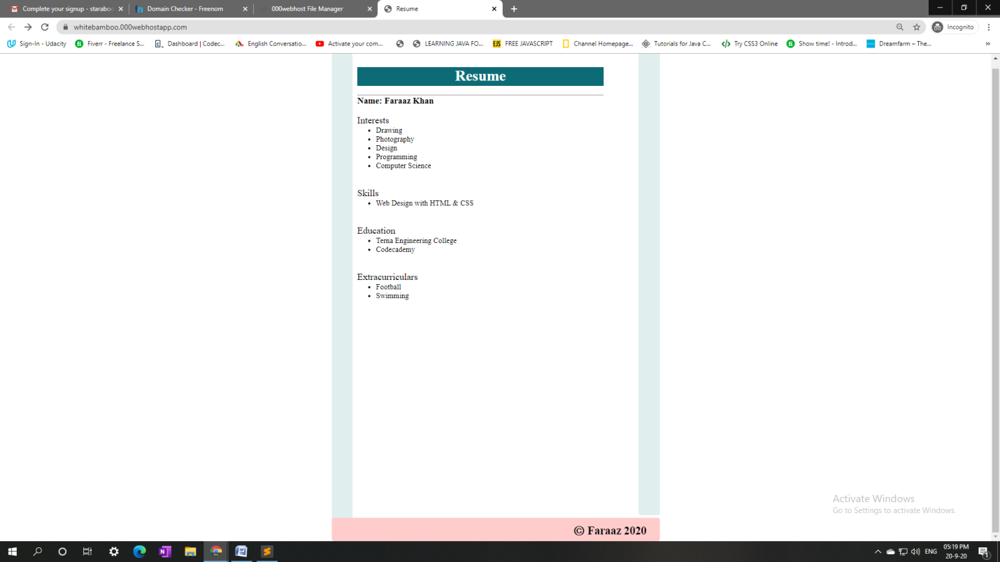 Complete your signup - staraboo
Domain Checker - Freenom
000webhost File Manager
Resume
whitebamboo.000webhostapp.com
Incognito
Sign-In - Udacity
Fiverr - Freelance S...
Dashboard | Codec...
English Conversatio...
Activate your com...
LEARNING JAVA FO...
EJS FREE JAVASCRIPT
Channel Homepage...
Tutorials for Java C...
Try CSS3 Online
Show time! - Introd...
Dreamfarm – The...
»
Resume
Name: Faraaz Khan
Interests
• Drawing
• Photography
• Design
• Programming
• Computer Science
Skills
• Web Design with HTML & CSS
Education
• Terna Engineering College
• Codecademy
Extracurriculars
• Football
• Swimming
Activate Windows
Go to Settings to activate Windows.
© Faraaz 2020
ENG
05:19 PM
20-9-20
1